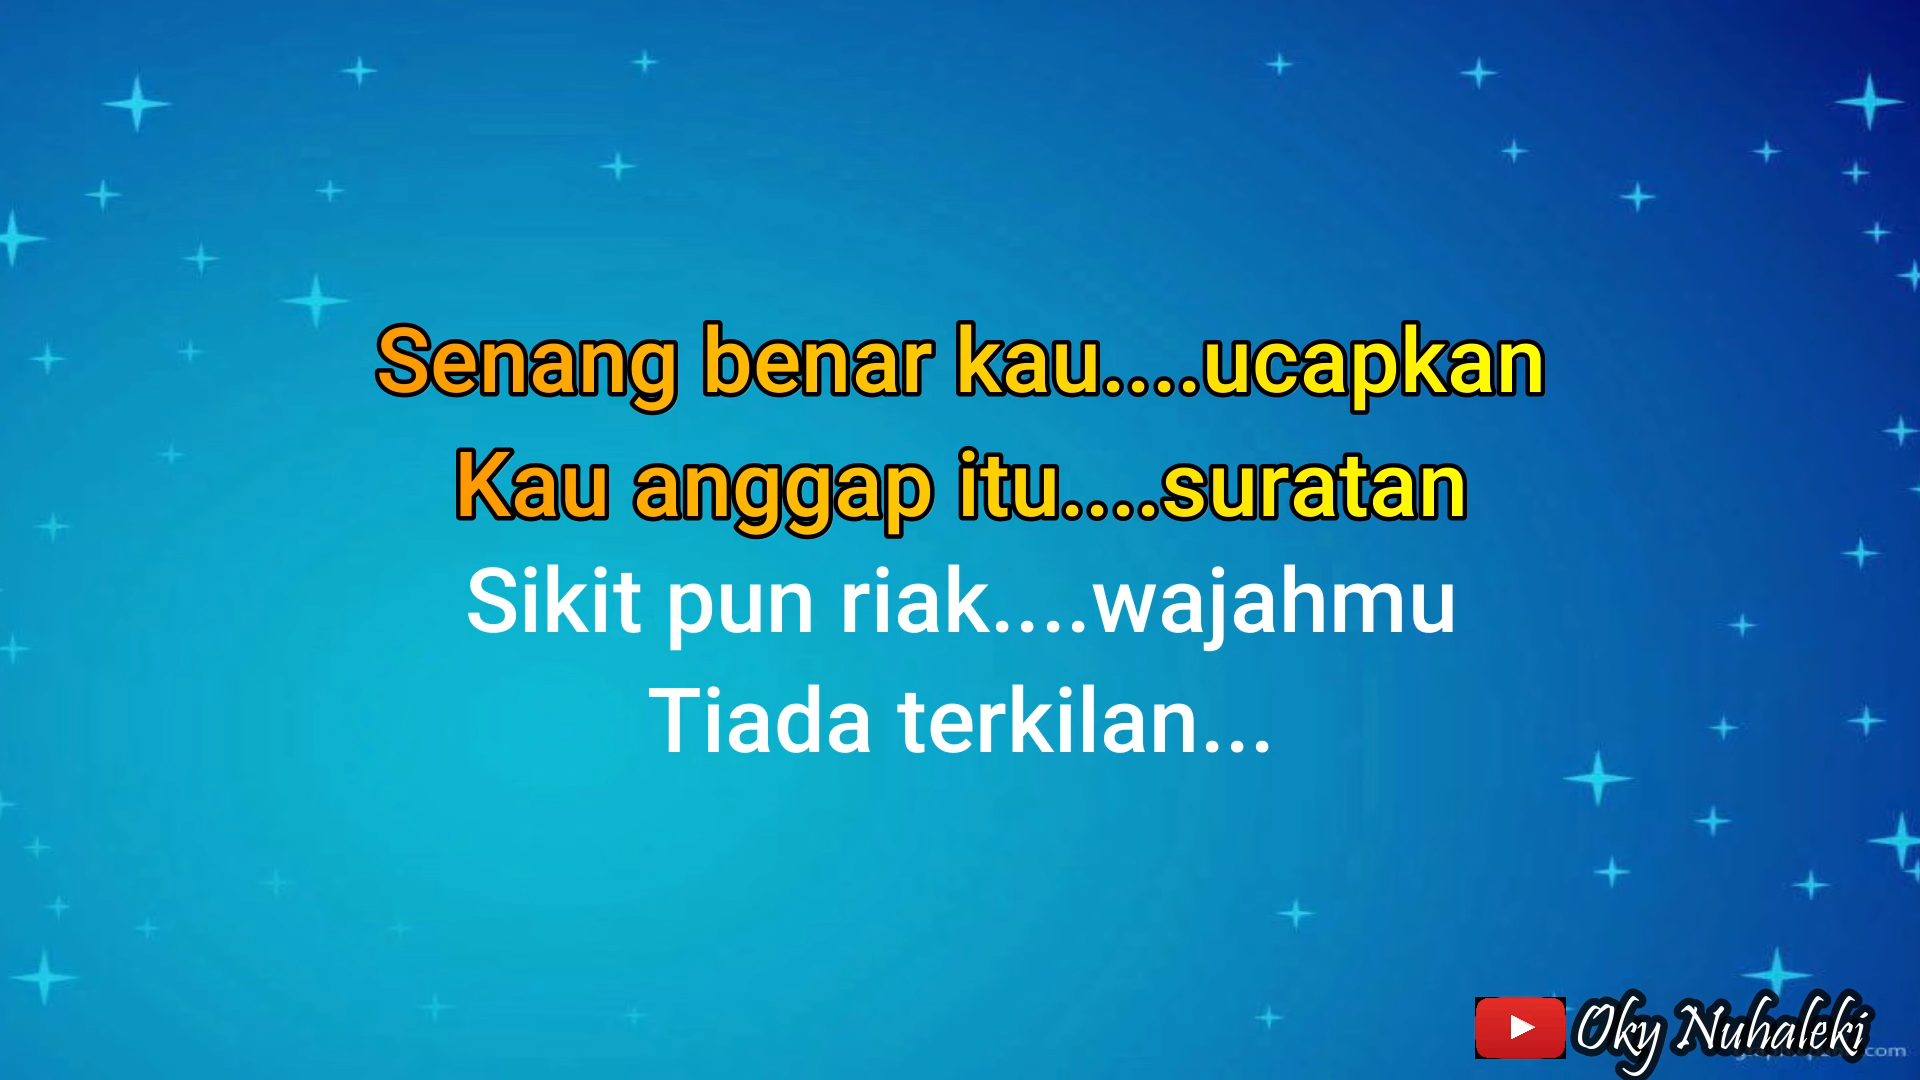 Senang benar kau....ucapkan
Kau anggap itu....suratan
Sikit pun riak....wajahmu
Tiada terkilan...
Oky Nuhaleki